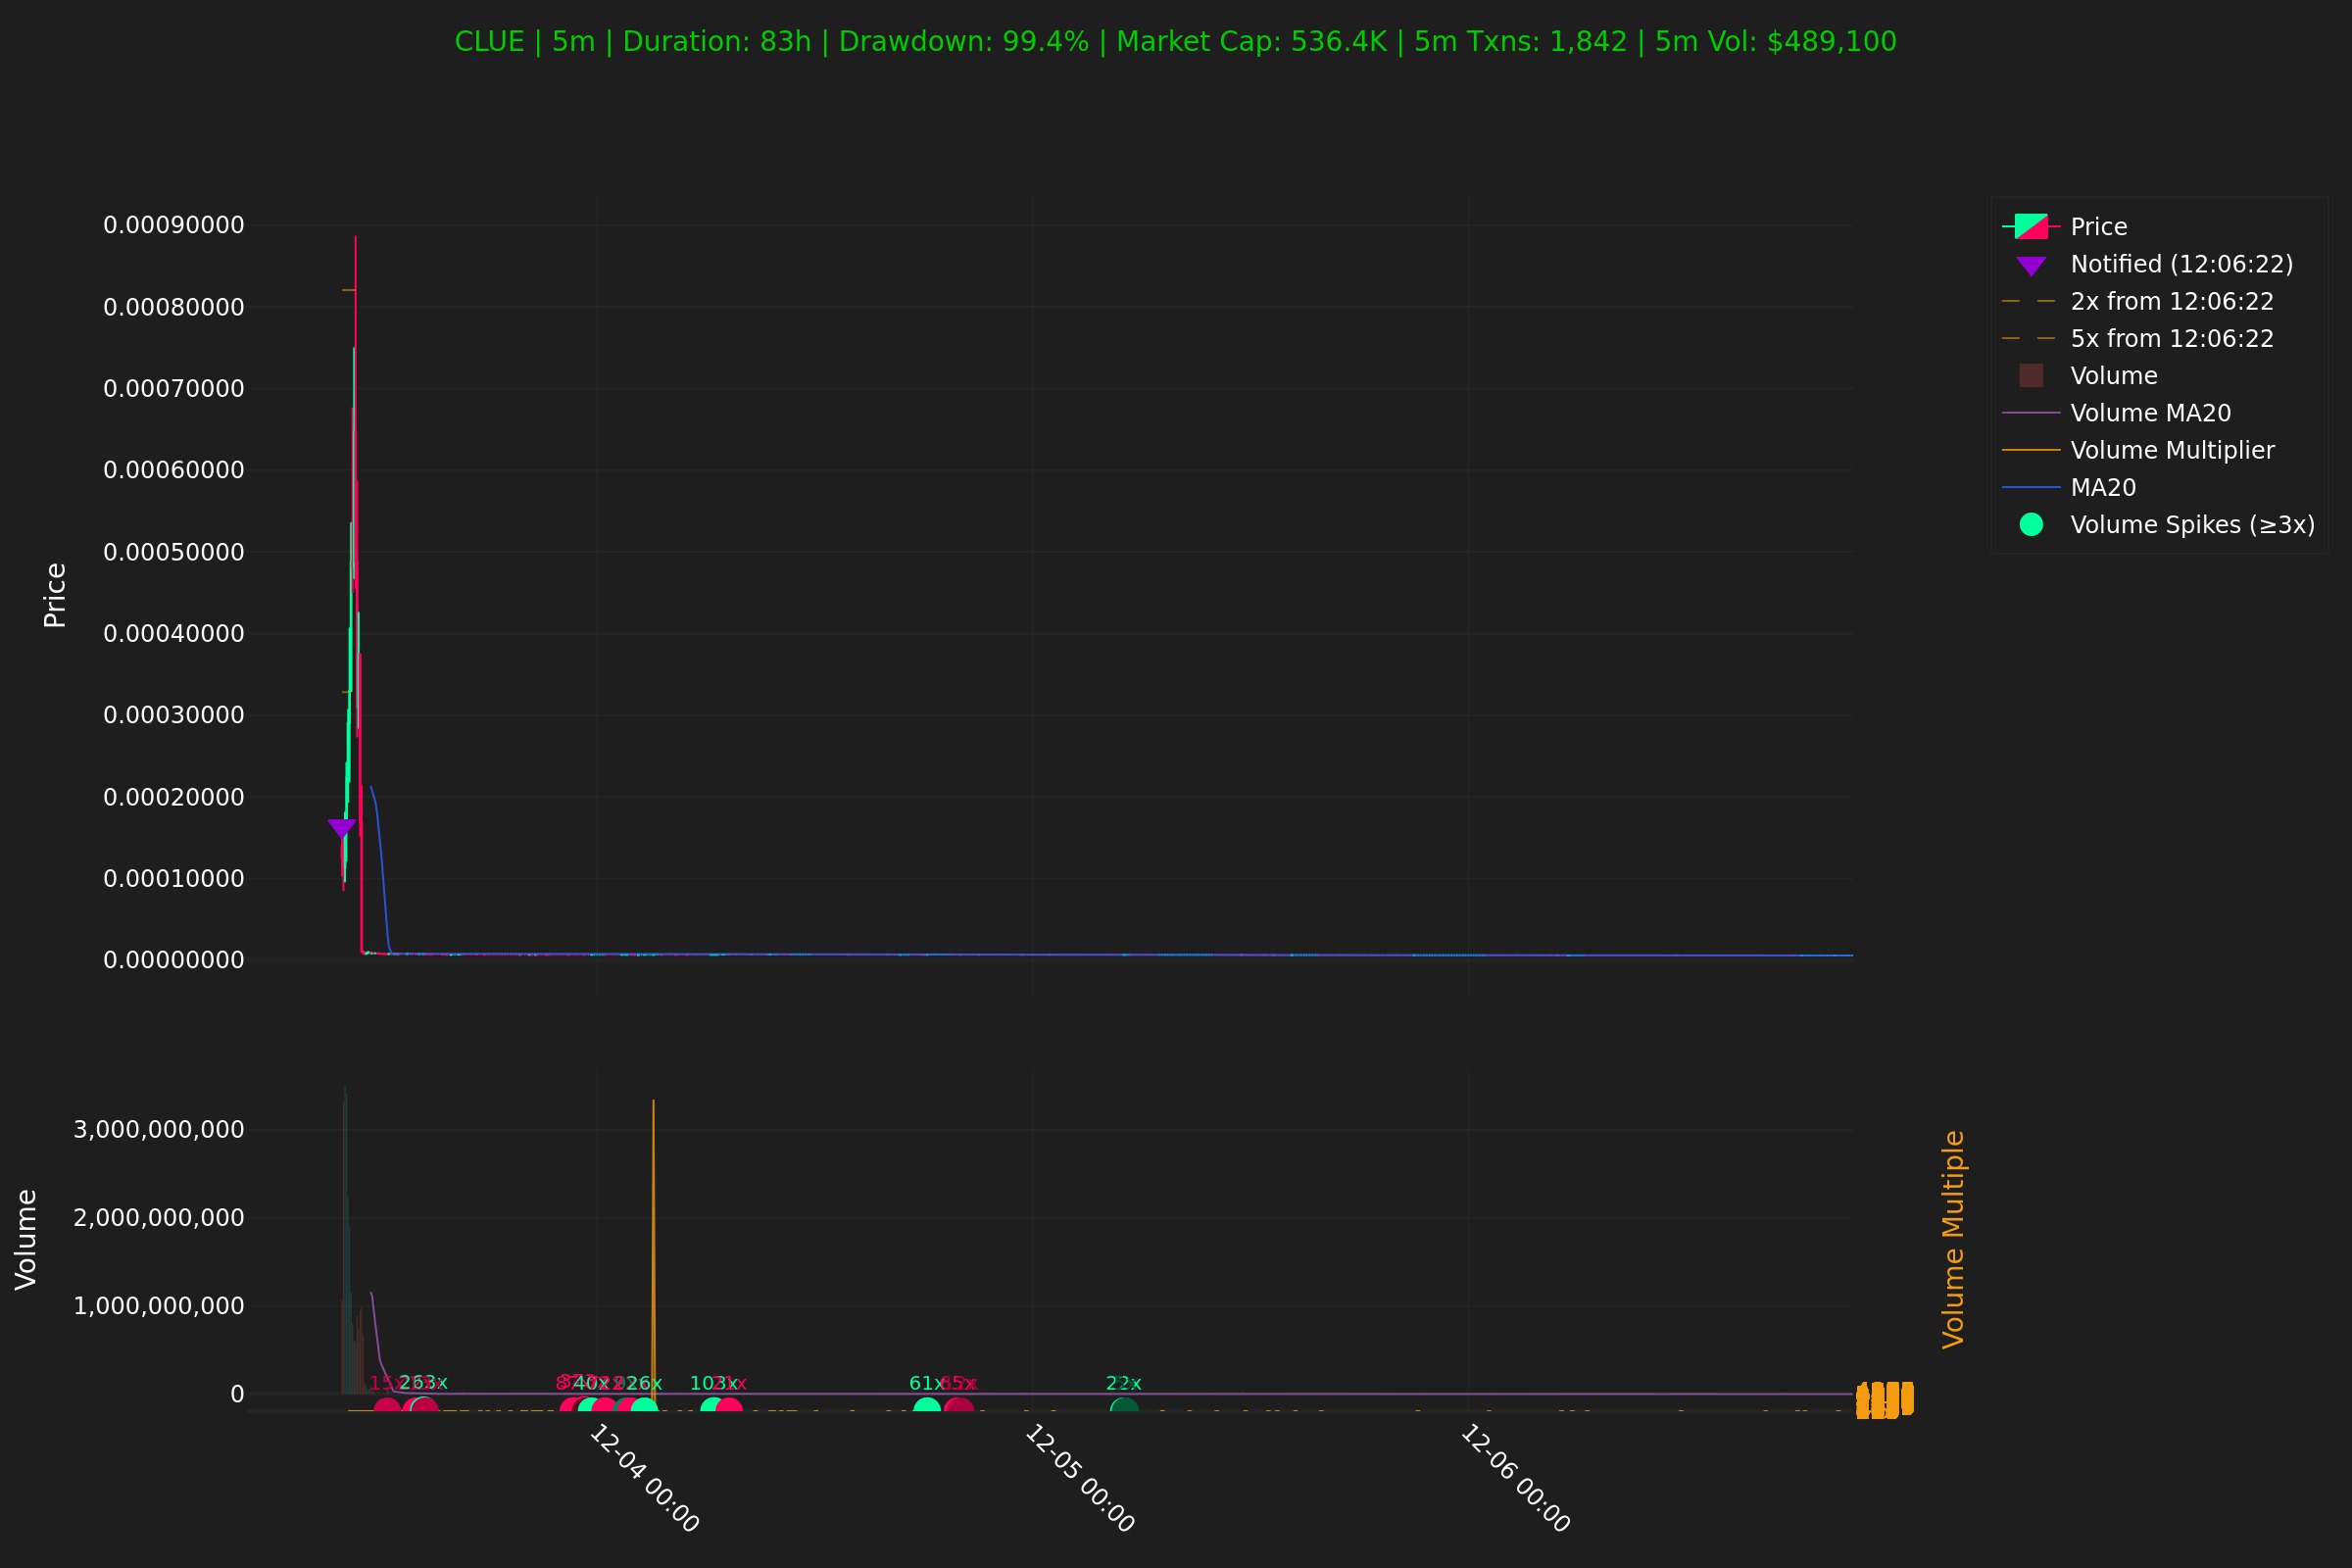 CLUE | 5m | Duration: 83h | Drawdown: 99.4% | Market Cap: 536.4K | 5m Txns: 1,842 | 5m Vol: $489,100
Price
0.00090000
0.00080000
0.00070000
0.00060000
0.00050000
0.00040000
0.00030000
0.00020000
0.00010000
0.00000000
Price
Notified (12:06:22)
2x from 12:06:22
5x from 12:06:22
Volume
Volume MA20
Volume Multiplier
MA20
Volume Spikes (≥3x)
Volume
3,000,000,000
2,000,000,000
1,000,000,000
0
15x
263x
40x
226x
103x
21x
61x
22x
Volume Multiple
12-04 00:00
12-05 00:00
12-06 00:00